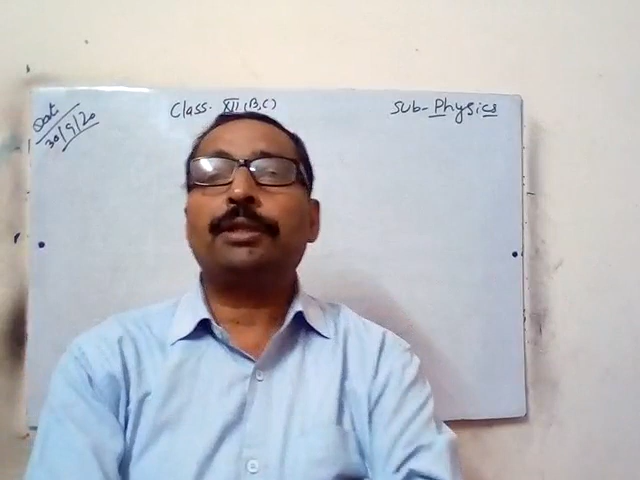 Dat
30/9/20
Class- XII (B,C)
Sub- Physics